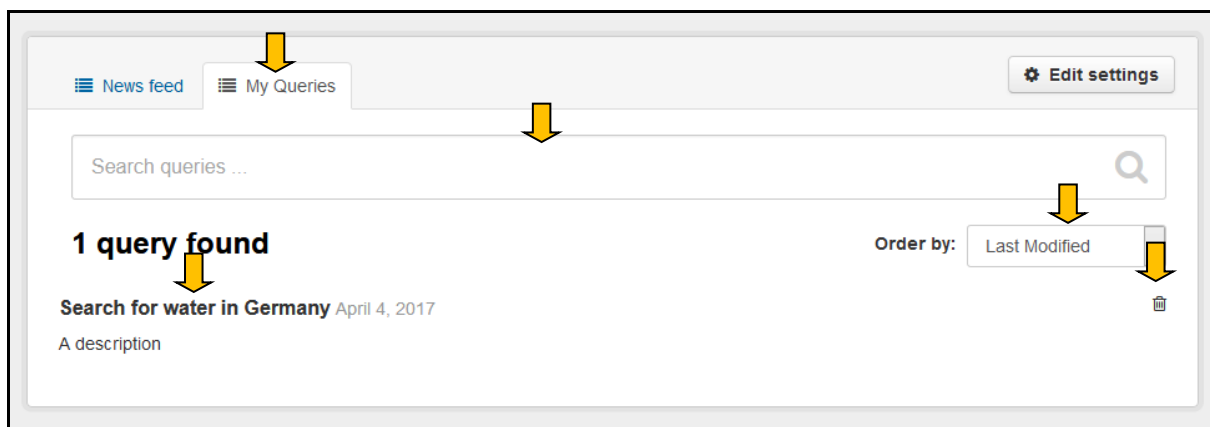 News feed
My Queries
Edit settings
Search queries ...
1 query found
Order by:
Last Modified
Search for water in Germany April 4, 2017
A description